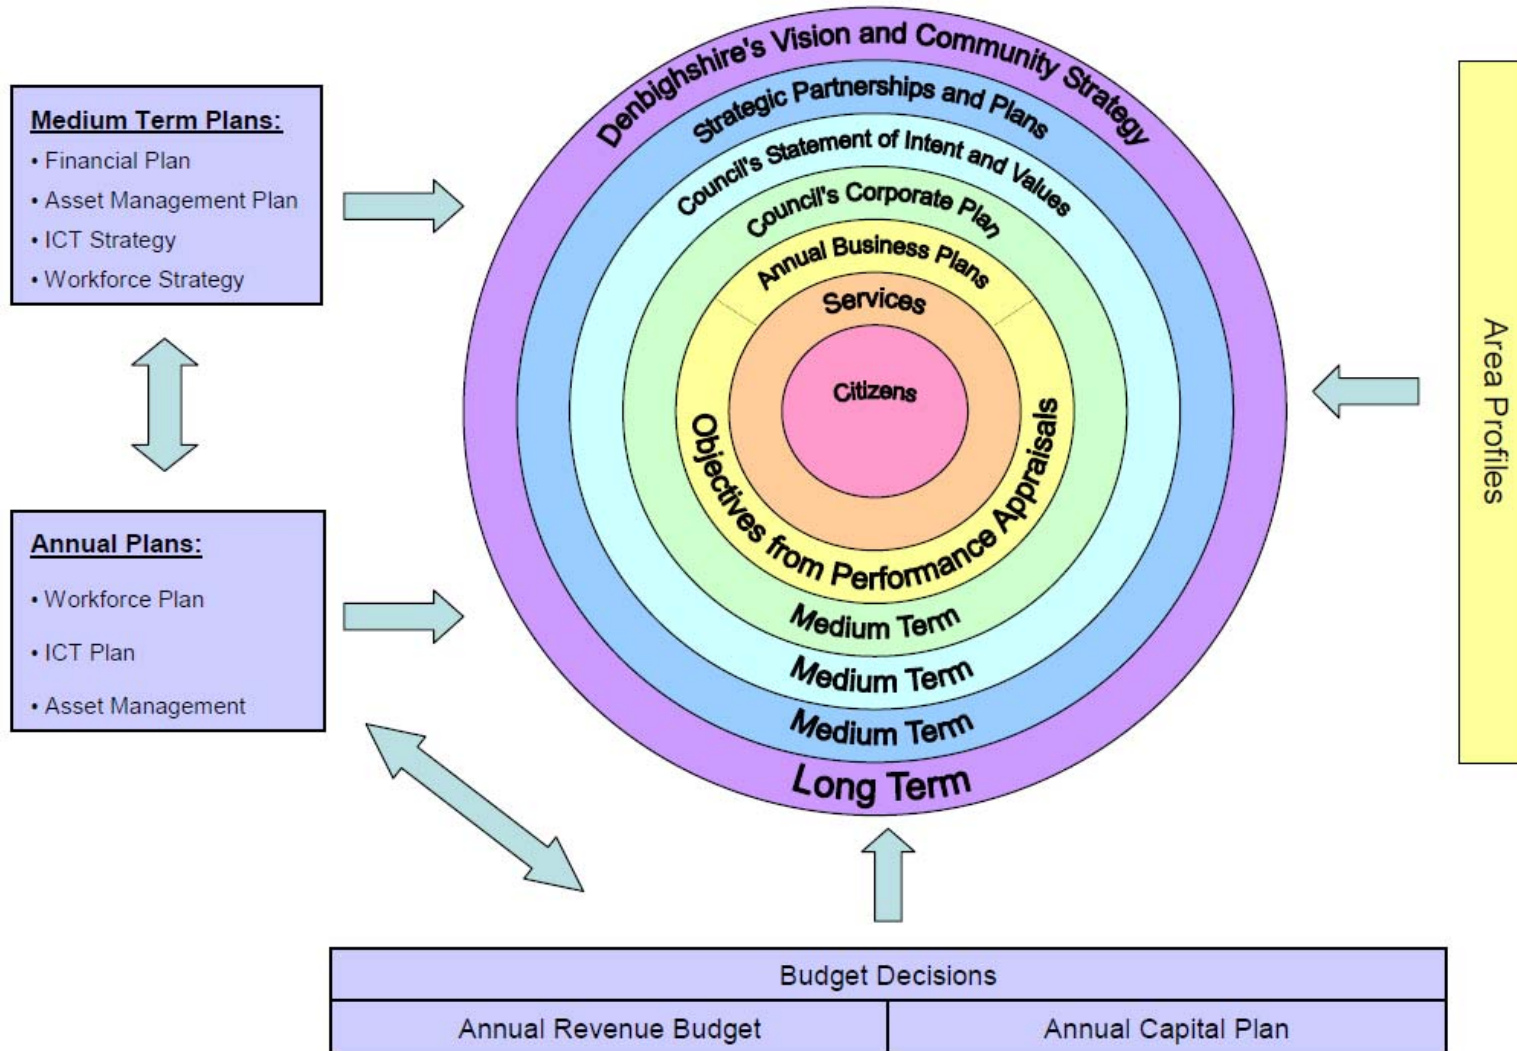 Denbighshire's Vision and Community Strategy
Strategic Partnerships and Plans
Council's Statement of Intent and Values
Council's Corporate Plan
Annual Business Plans
Services
Citizens
Objectives from Performance Appraisals
Medium Term
Medium Term
Medium Term
Long Term
Medium Term Plans:
• Financial Plan
• Asset Management Plan
• ICT Strategy
• Workforce Strategy
Annual Plans:
• Workforce Plan
• ICT Plan
• Asset Management
Area Profiles
Budget Decisions
Annual Revenue Budget
Annual Capital Plan